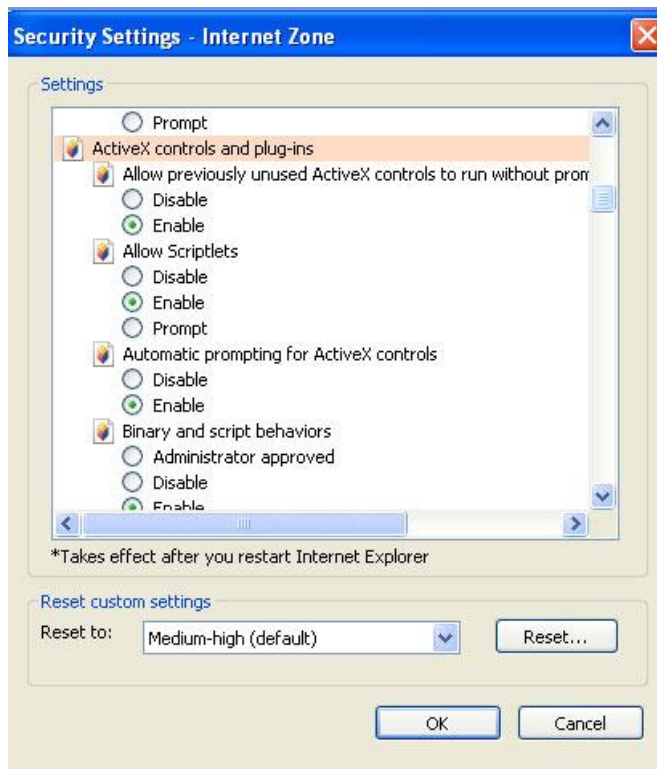 Security Settings - Internet Zone
Settings
Prompt
ActiveX controls and plug-ins
Allow previously unused ActiveX controls to run without pron
Disable
Enable
Allow Scriptlets
Disable
Enable
Prompt
Automatic prompting for ActiveX controls
Disable
Enable
Binary and script behaviors
Administrator approved
Disable
Enable
*Takes effect after you restart Internet Explorer
Reset custom settings
Reset to: Medium-high (default) Reset...
OK Cancel